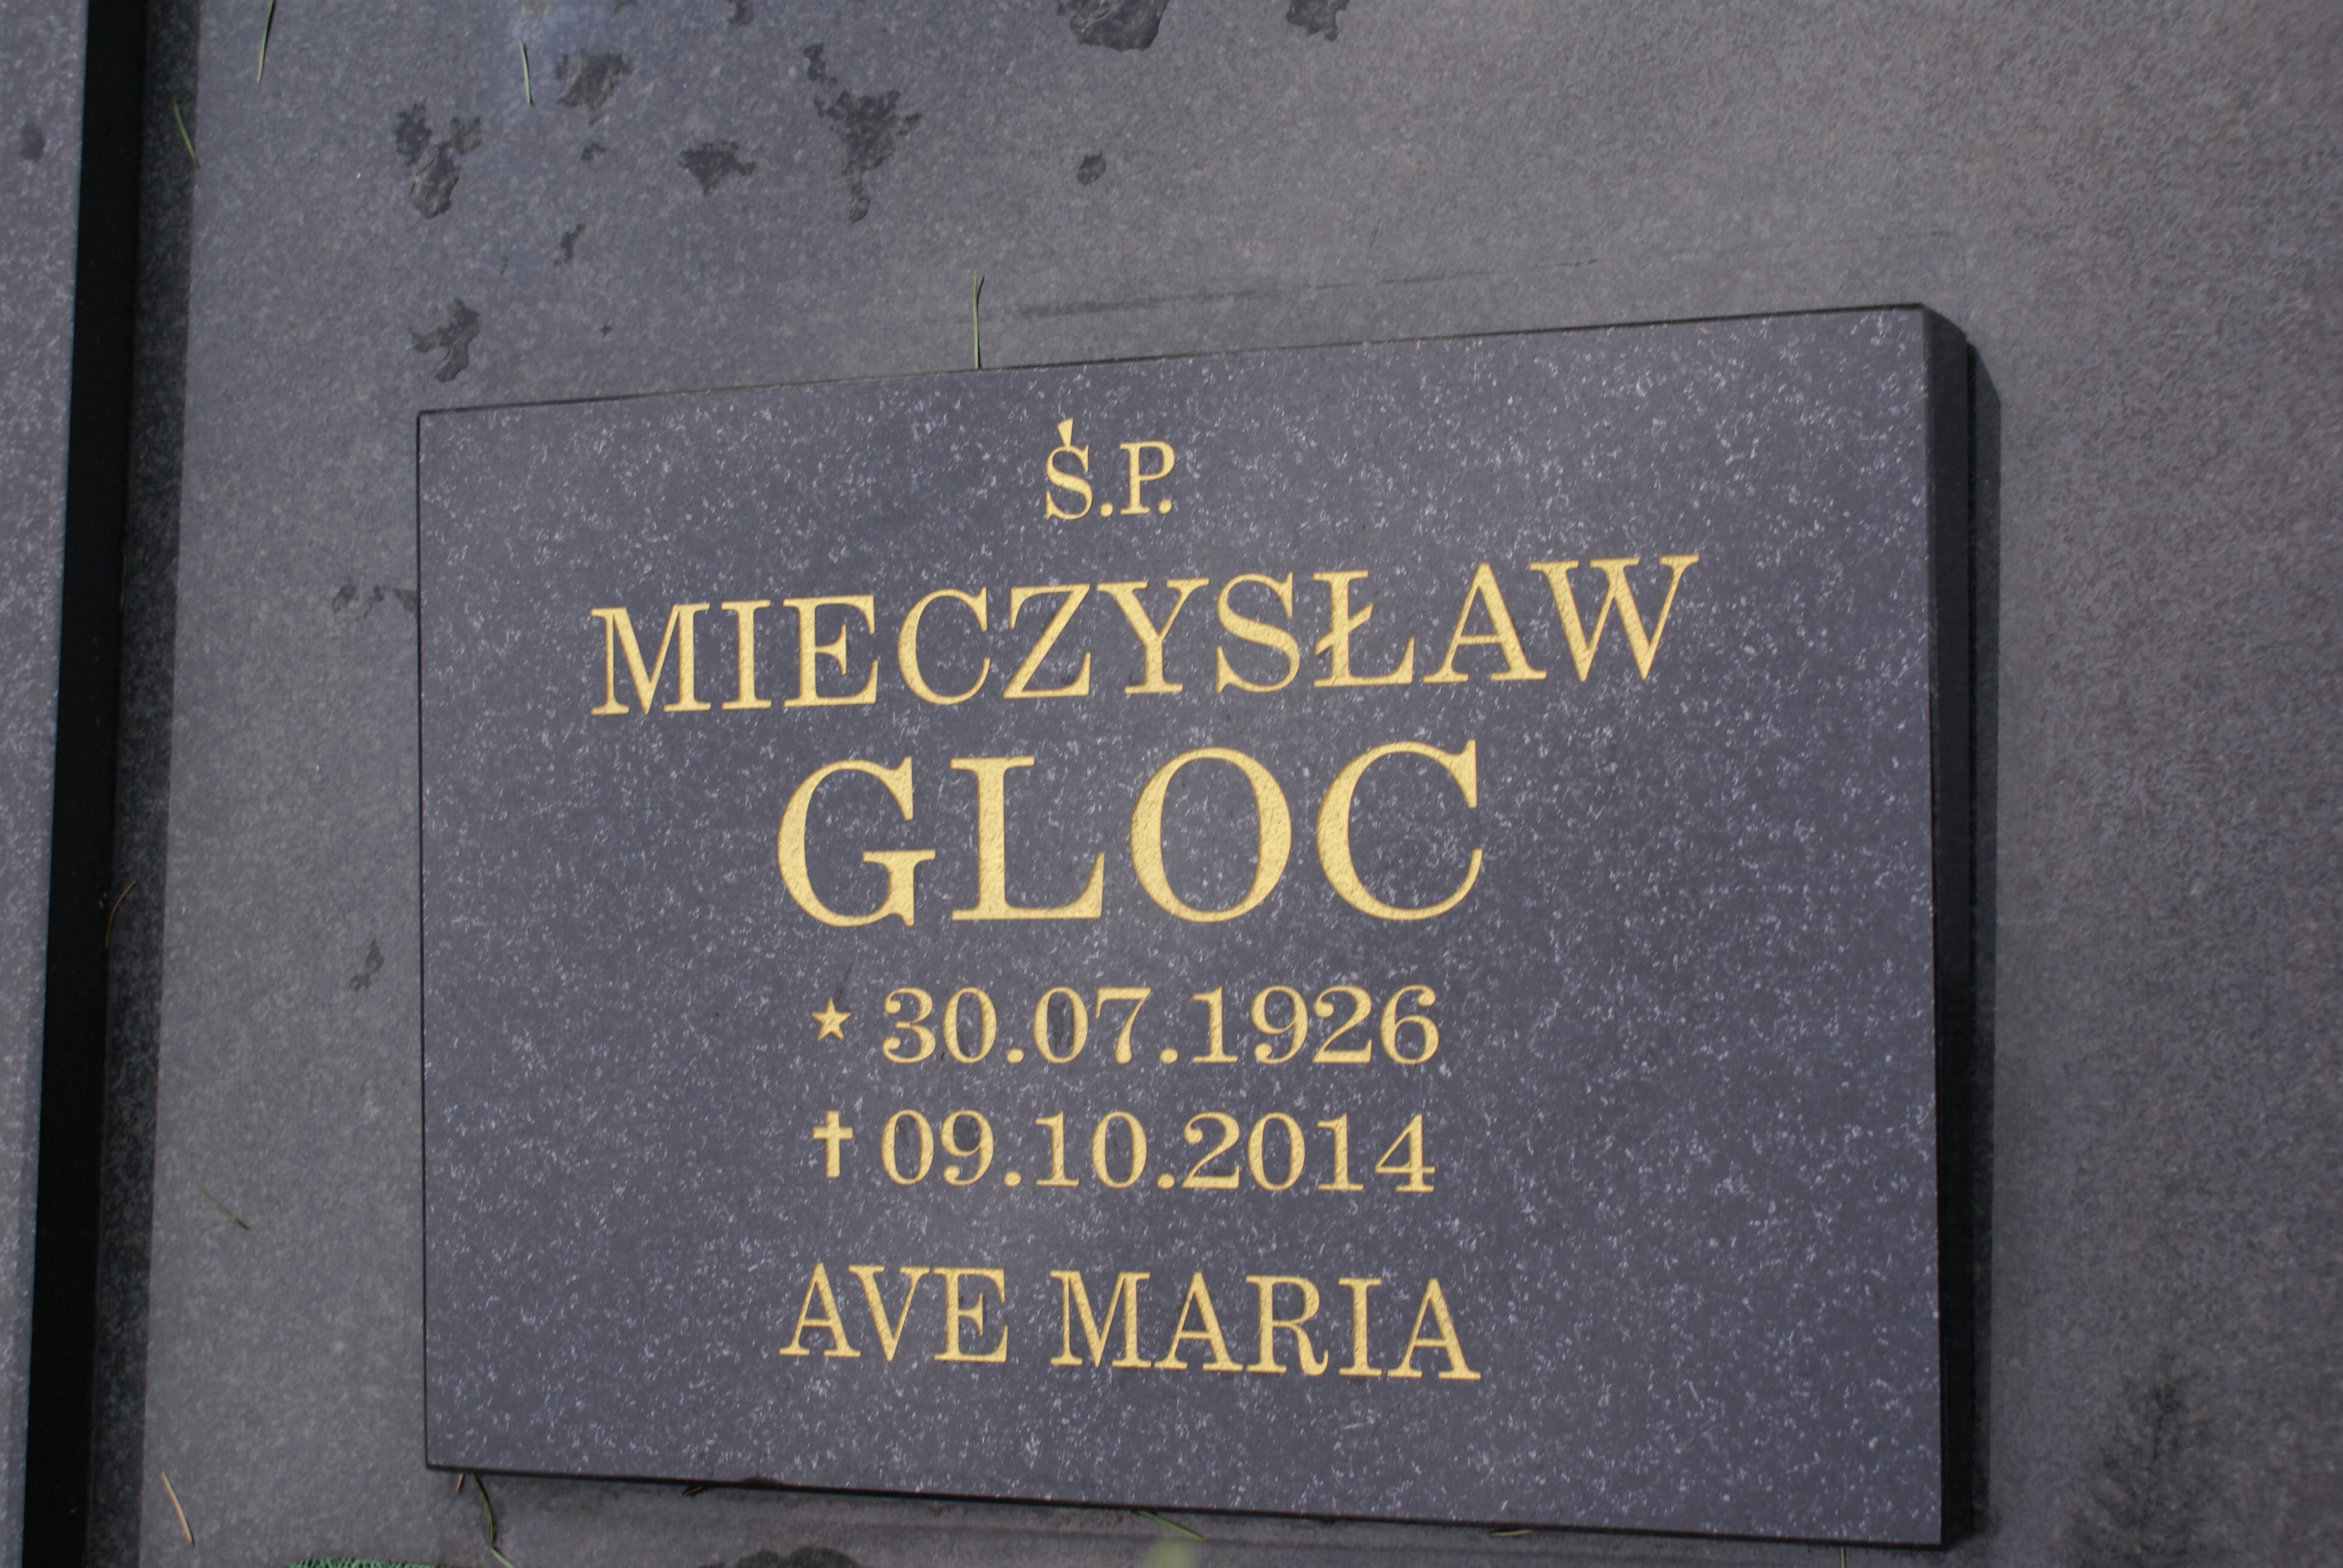 Ś.P.
MIECZYSŁAW
GLOC
★ 30.07.1926
✝ 09.10.2014
AVE MARIA